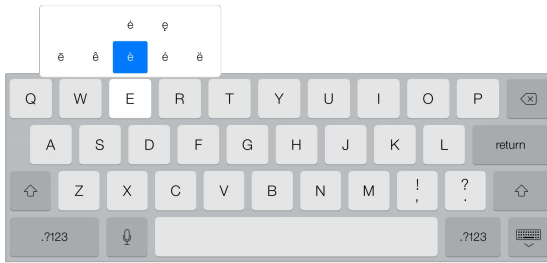 ė ę
ē ê è é ë
Q W E R T Y U I O P
A S D F G H J K L return
Z X C V B N M ! , ? .
.?123 .?123